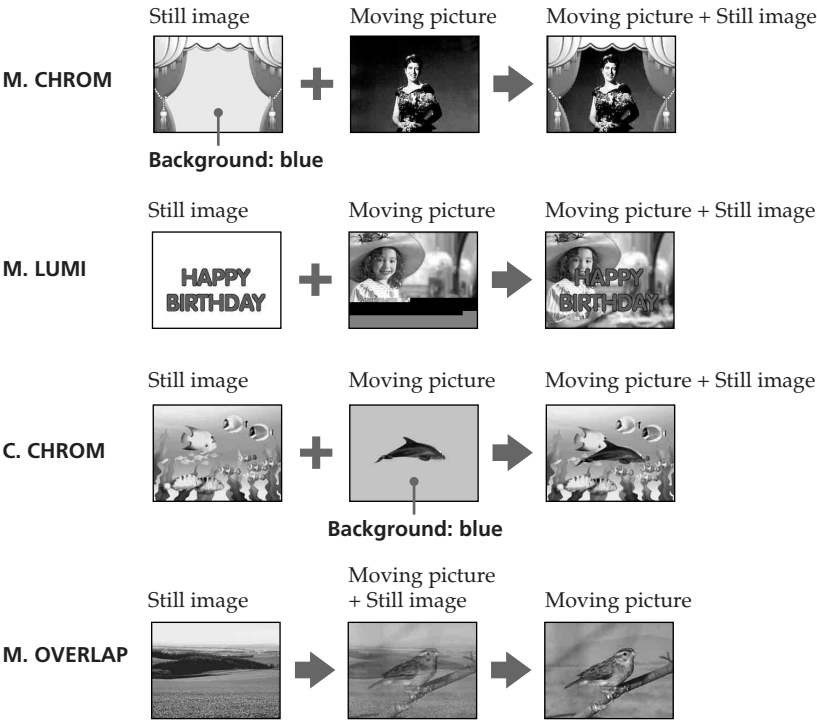 Still image
Moving picture
Moving picture + Still image
M. CHROM
Background: blue
Still image
Moving picture
Moving picture + Still image
M. LUMI
HAPPY
BIRTHDAY
HAPPY
BIRTHDAY
Still image
Moving picture
Moving picture + Still image
C. CHROM
Background: blue
Still image
Moving picture
+ Still image
Moving picture
M. OVERLAP